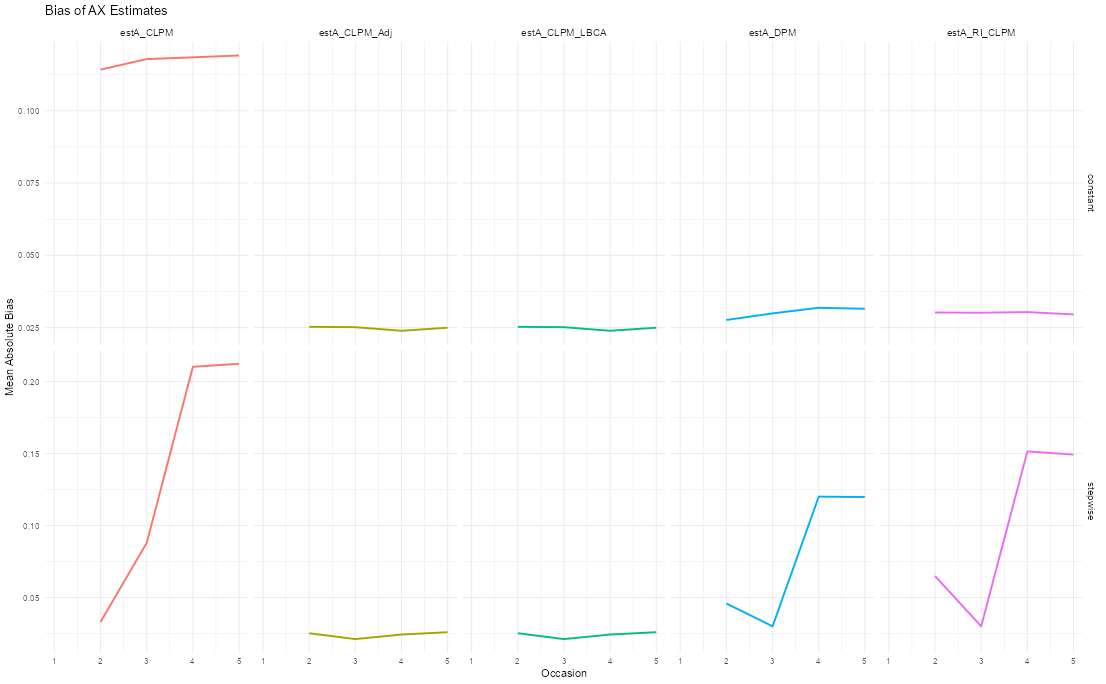 Bias of AX Estimates
estA_CLPM estA_CLPM_Adj estA_CLPM_LBCA estA_DPM estA_RI_CLPM
0.100
0.075
0.050
0.025
constant
Mean Absolute Bias
0.20
0.15
0.10
0.05
stepwise
1 2 3 4 5 1 2 3 4 5 1 2 3 4 5 1 2 3 4 5 1 2 3 4 5
Occasion